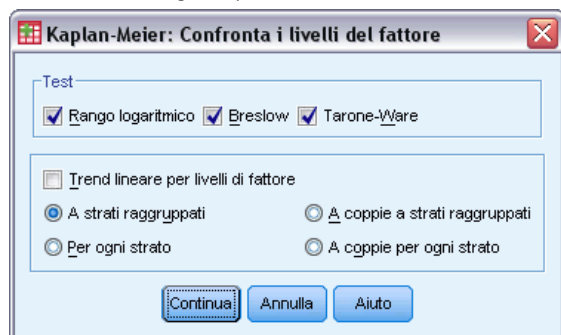 Kaplan-Meier: Confronta i livelli del fattore
Test
Rango logaritmico Breslow Tarone-Ware
Trend lineare per livelli di fattore
A strati raggruppati A coppie a strati raggruppati
Per ogni strato A coppie per ogni strato
Continua Annulla Aiuto